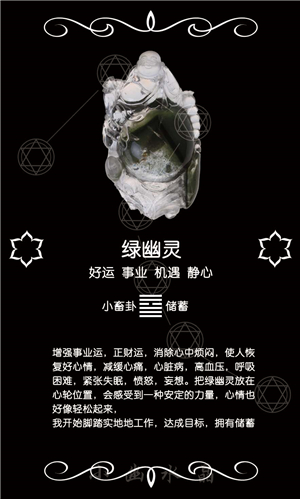 绿幽灵
好运 事业 机遇 静心
小畜卦 储蓄
增强事业运，正财运，消除心中烦闷，使人恢
复好心情，减缓心痛，心脏病，高血压，呼吸
困难，紧张失眠，愤怒，妄想。把绿幽灵放在
心轮位置，会感受到一种安定的力量，心情也
好像轻松起来，
我开始脚踏实地地工作，达成目标，拥有储蓄